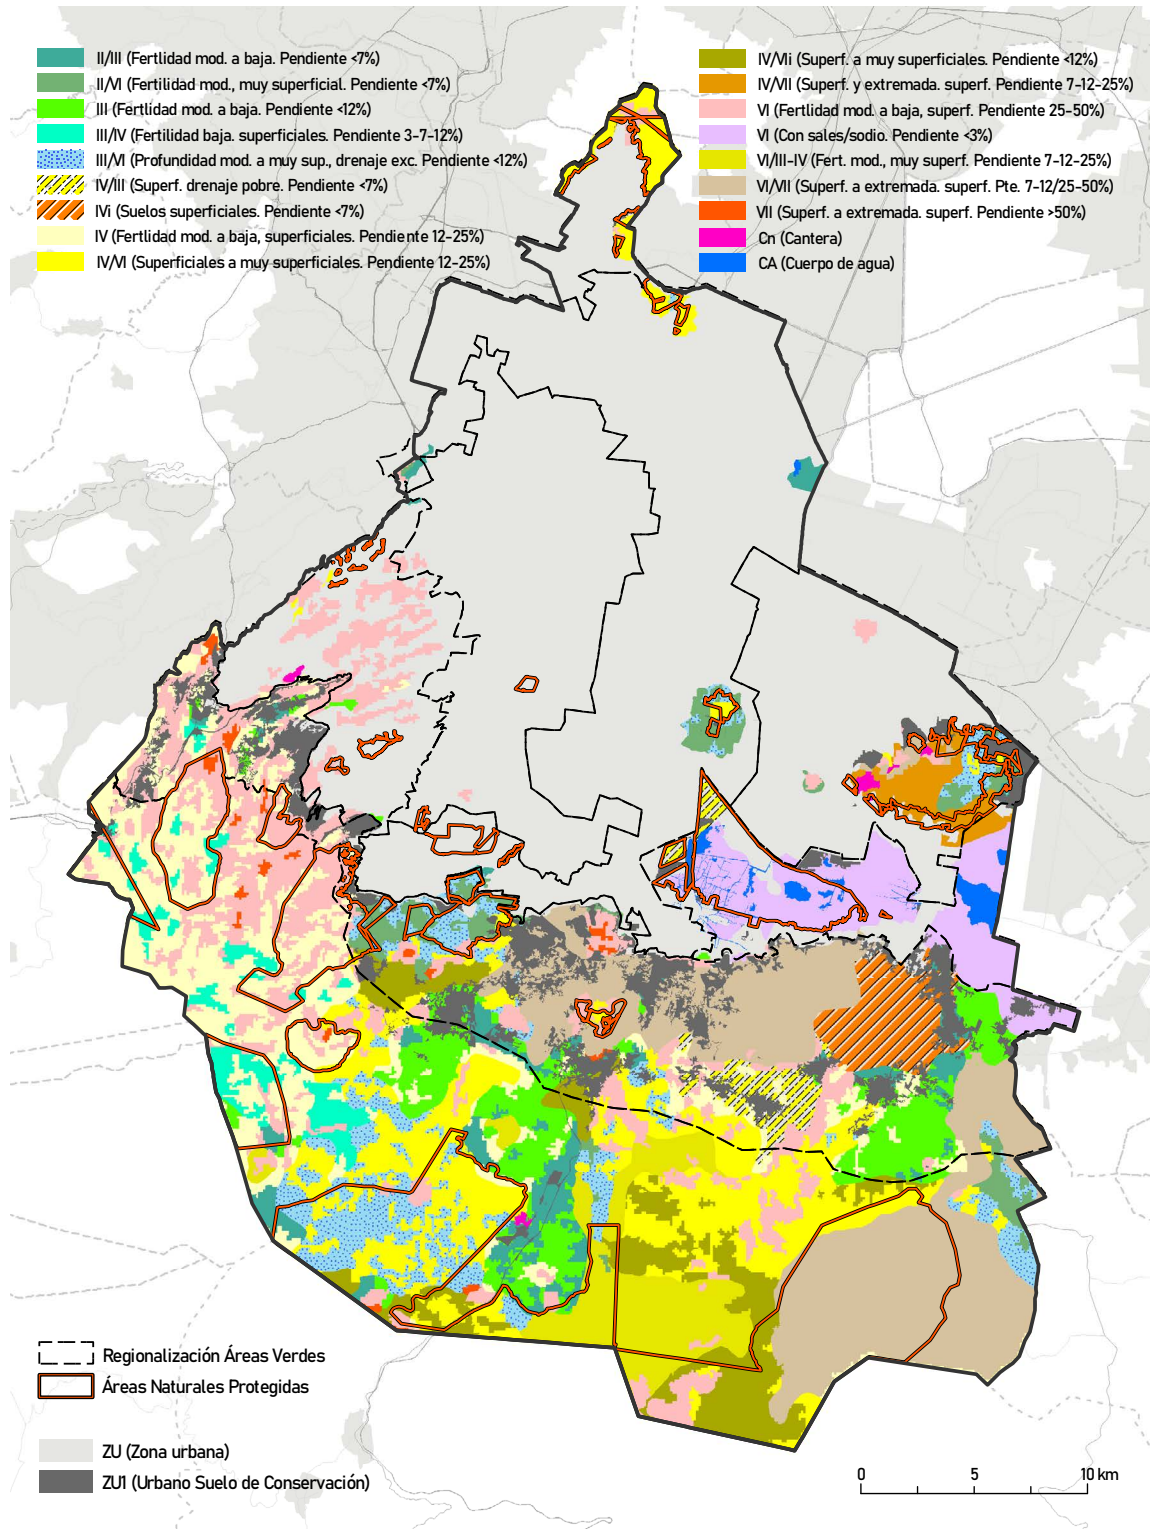 II/III (Fertlidad mod. a baja. Pendiente <7%)
II/VI (Fertilidad mod., muy superficial. Pendiente <7%)
III (Fertlidad mod. a baja. Pendiente <12%)
III/IV (Fertilidad baja. superficiales. Pendiente 3-7-12%)
III/VI (Profundidad mod. a muy sup., drenaje exc. Pendiente <12%)
IV/III (Superf. drenaje pobre. Pendiente <7%)
IVi (Suelos superficiales. Pendiente <7%)
IV (Fertlidad mod. a baja, superficiales. Pendiente 12-25%)
IV/VI (Superficiales a muy superficiales. Pendiente 12-25%)
IV/VIi (Superf. a muy superficiales. Pendiente <12%)
IV/VII (Superf. y extremada. superf. Pendiente 7-12-25%)
VI (Fertlidad mod. a baja, superf. Pendiente 25-50%)
VI (Con sales/sodio. Pendiente <3%)
VI/III-IV (Fert. mod., muy superf. Pendiente 7-12-25%)
VI/VII (Superf. a extremada. superf. Pte. 7-12/25-50%)
VII (Superf. a extremada. superf. Pendiente >50%)
Cn (Cantera)
CA (Cuerpo de agua)
Regionalización Áreas Verdes
Áreas Naturales Protegidas
ZU (Zona urbana)
ZU1 (Urbano Suelo de Conservación)
0 5 10 km